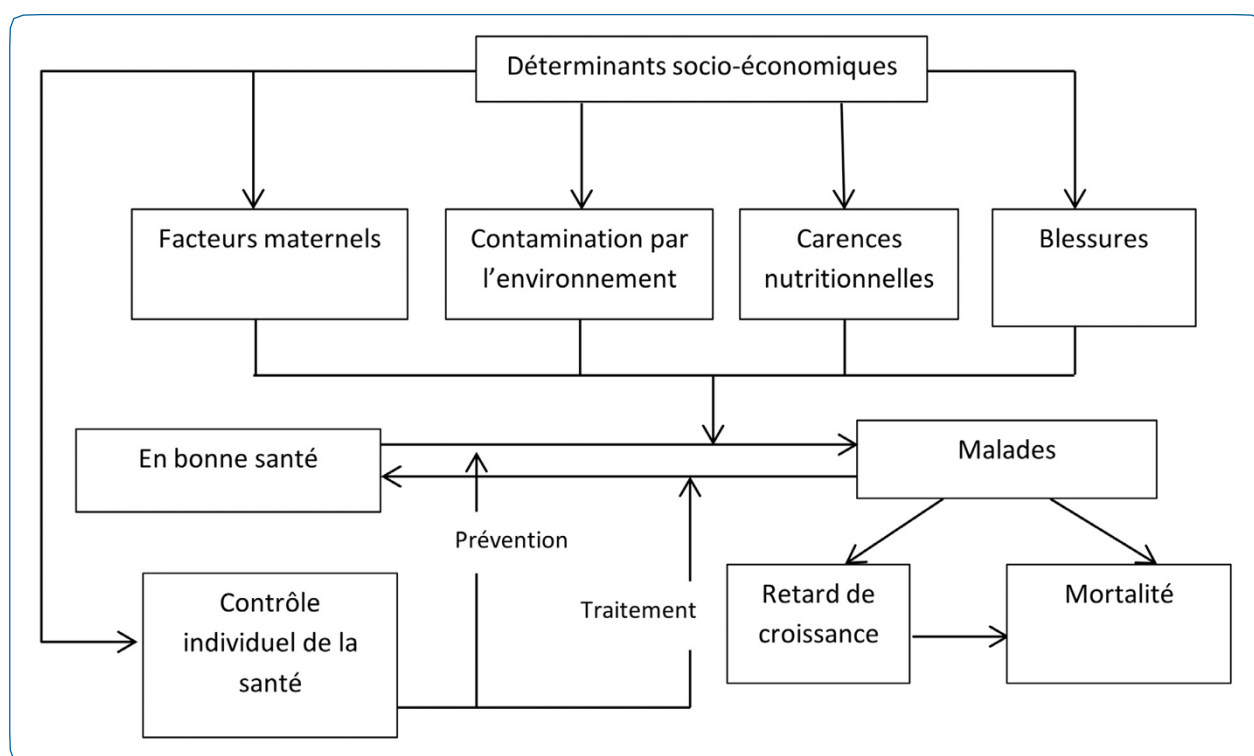 Déterminants socio-économiques
Facteurs maternels
Contamination par
l’environnement
Carences
nutritionnelles
Blessures
En bonne santé
Malades
Prévention
Contrôle
individuel de la
santé
Traitement
Retard de
croissance
Mortalité